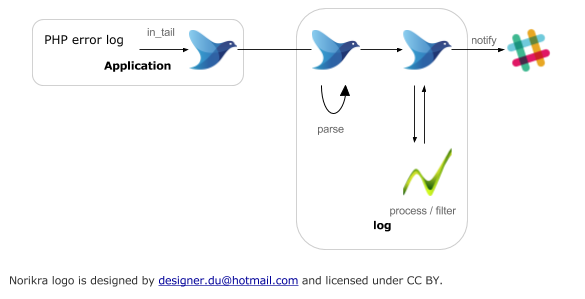 PHP error log
in_tail
Application
parse
notify
process / filter
log
Norikra logo is designed by designer.du@hotmail.com and licensed under CC BY.